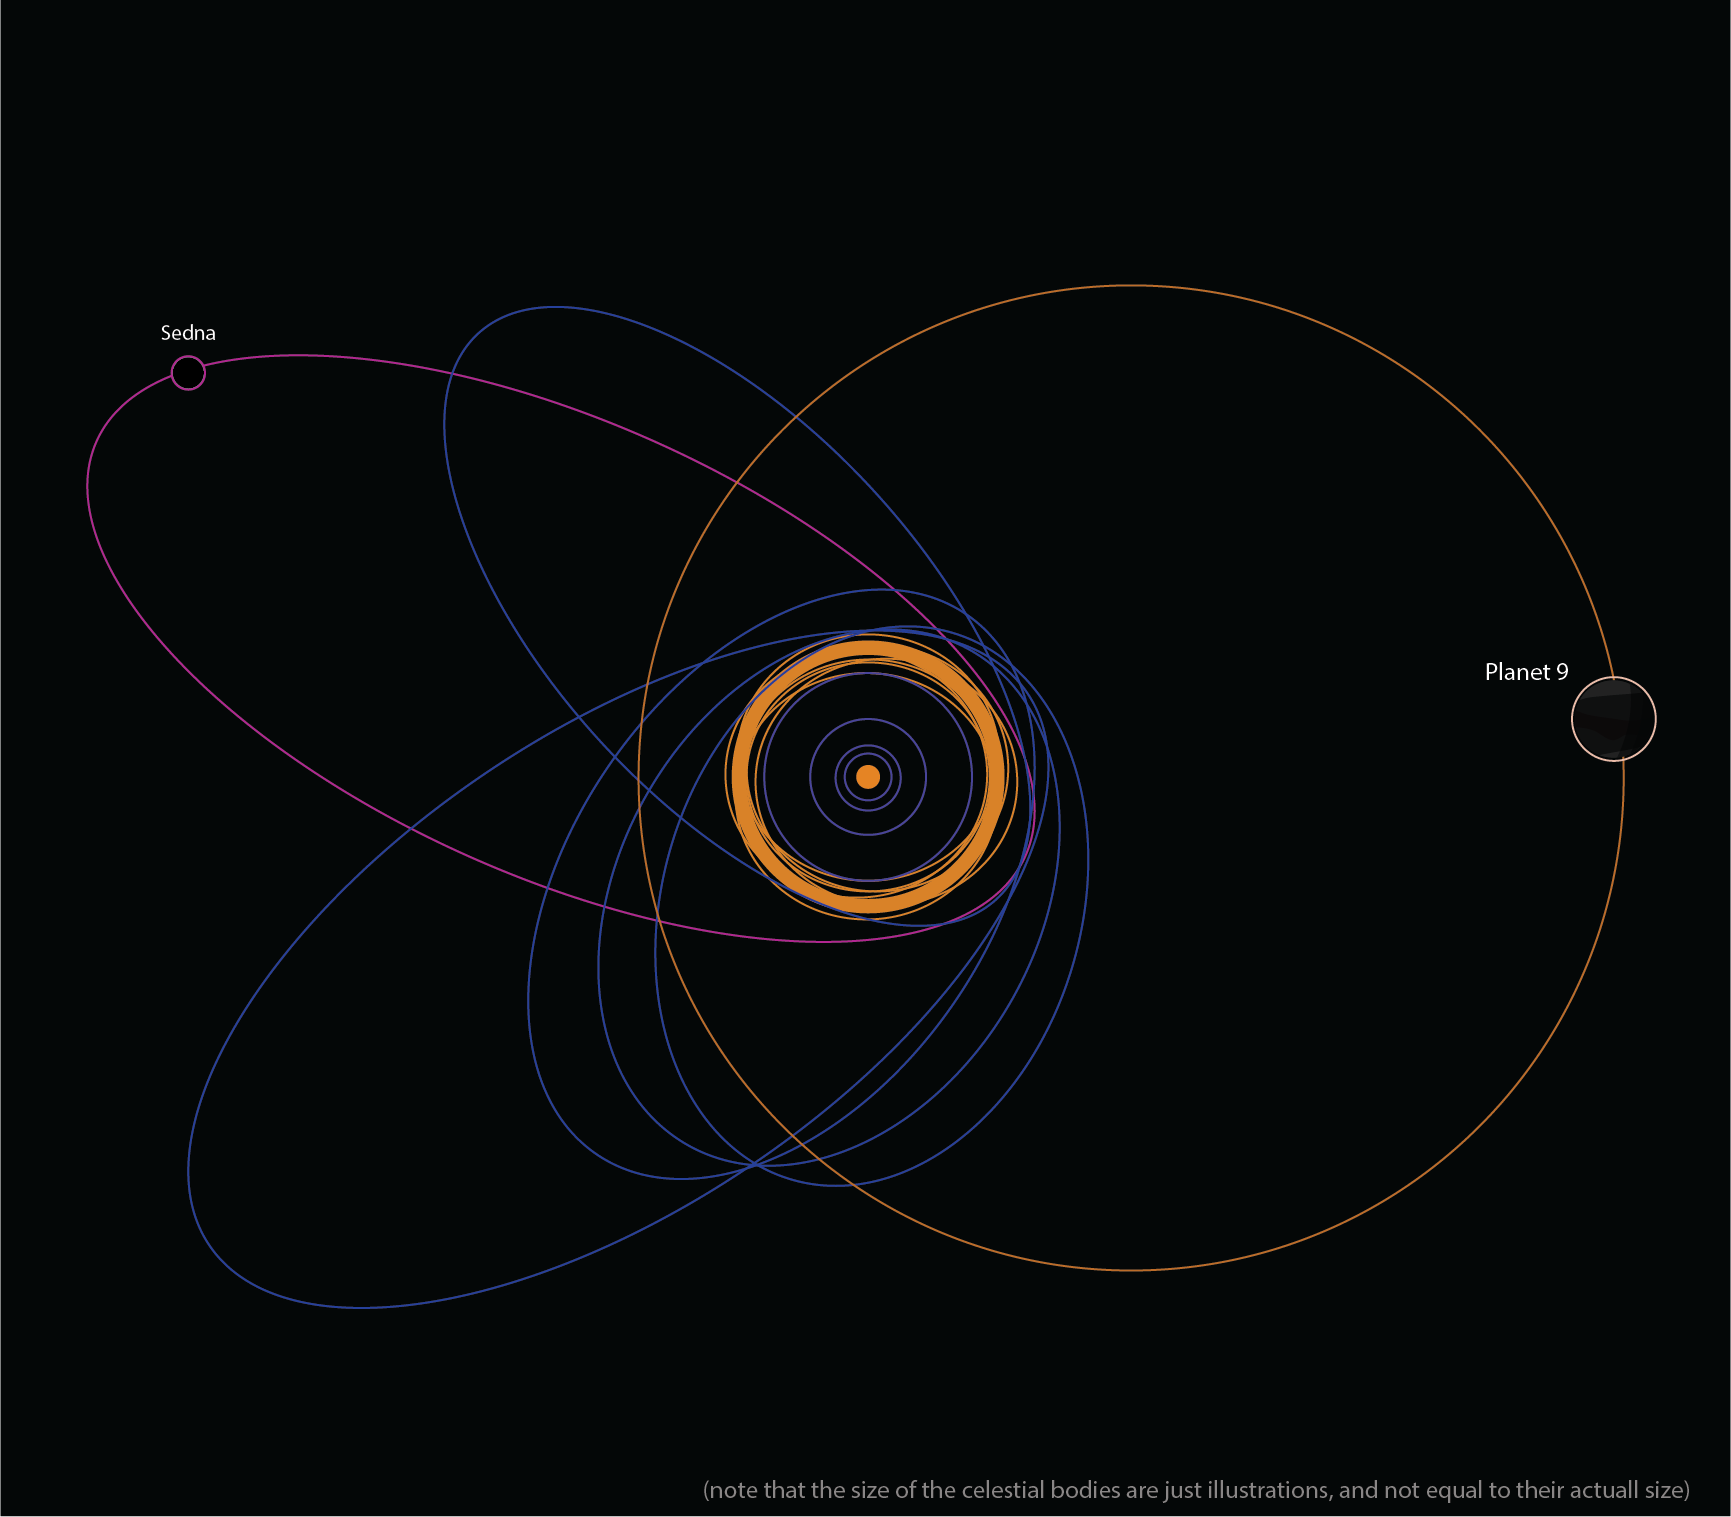 Sedna
Planet 9
(note that the size of the celestial bodies are just illustrations, and not equal to their actuall size)